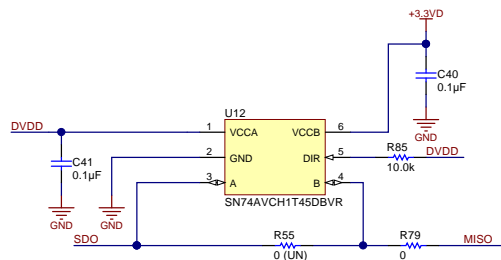 +3.3VD
C40
0.1µF
GND
U12
DVDD
1
VCCA
VCCB
6
C41
0.1µF
2
GND
DIR
5
R85
10.0k
DVDD
3
A
B
4
GND
GND
SN74AVCH1T45DBVR
SDO
R55
0 (UN)
R79
0
MISO